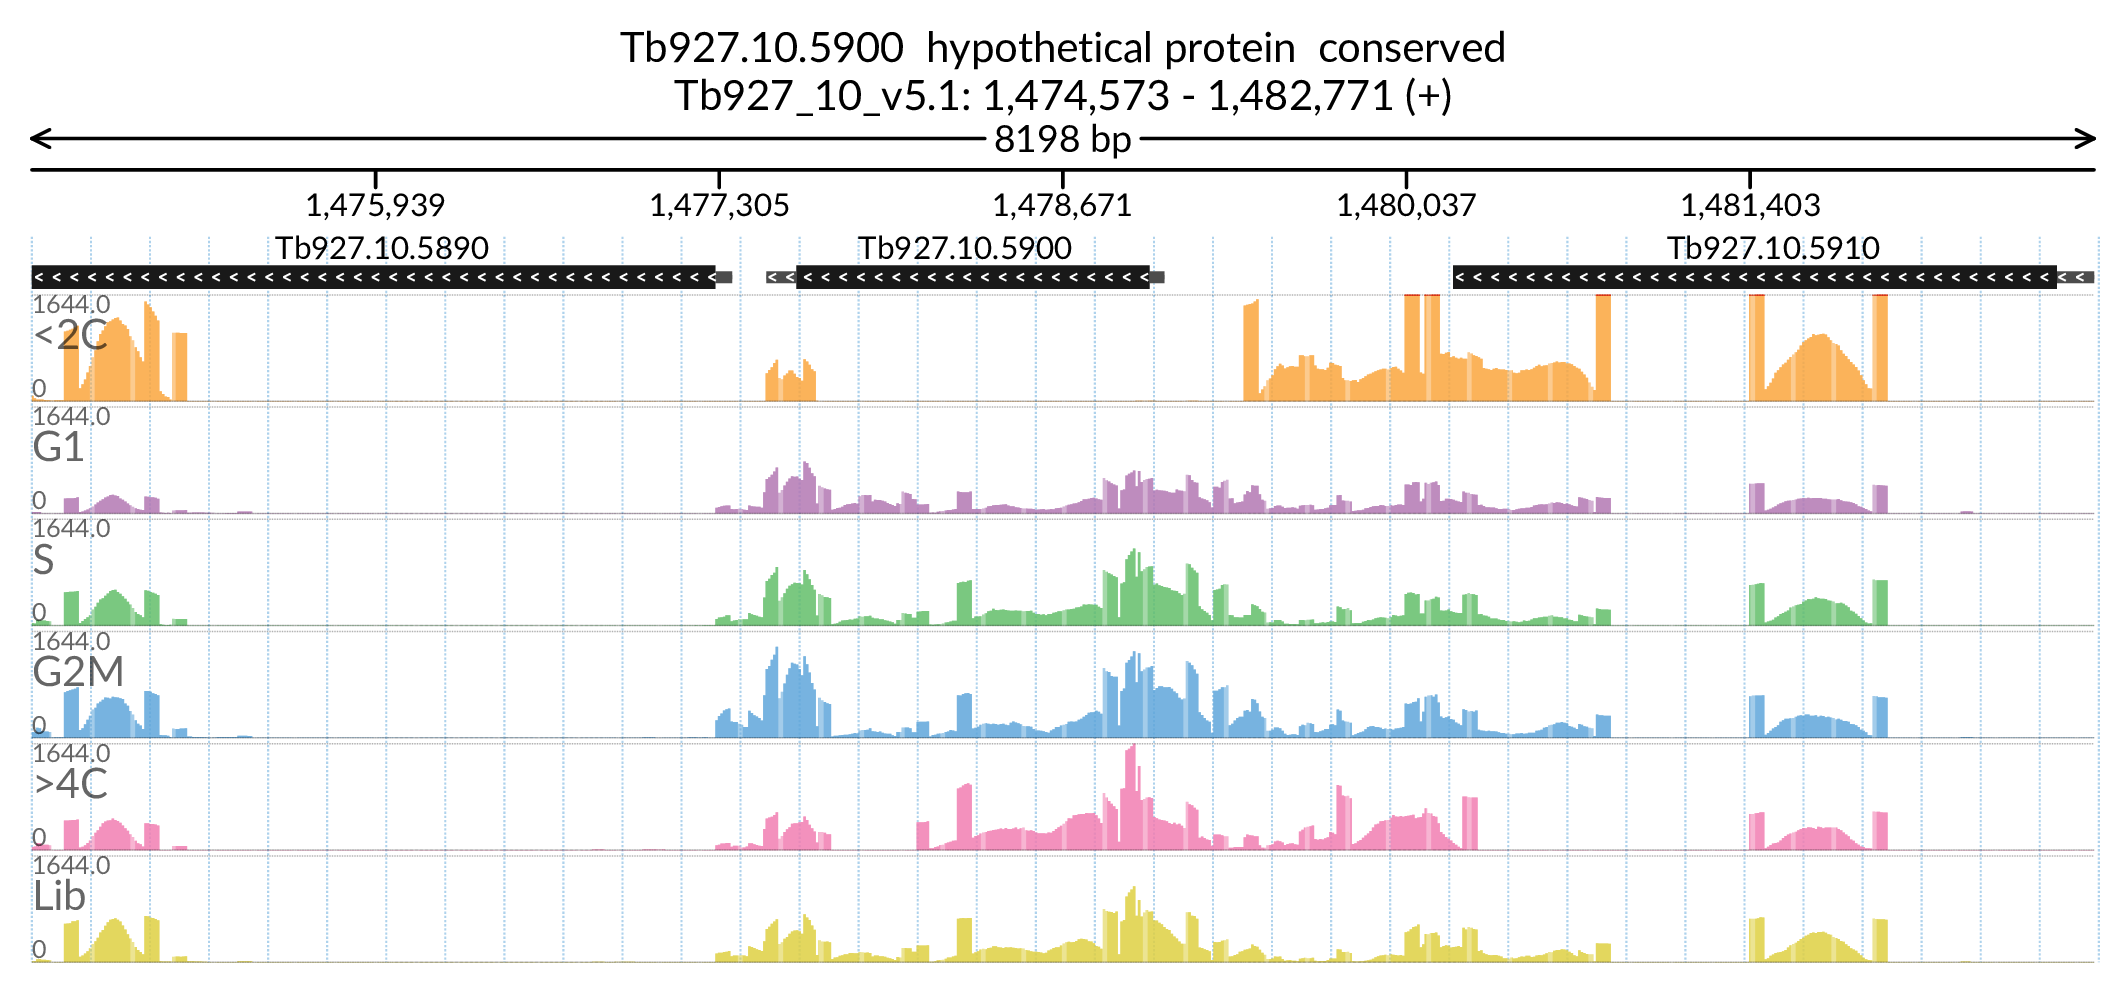 Tb927.10.5900  hypothetical protein  conserved
Tb927_10_v5.1: 1,474,573 - 1,482,771 (+)
8198 bp
1,475,939 1,477,305 1,478,671 1,480,037 1,481,403
Tb927.10.5890 Tb927.10.5900 Tb927.10.5910
1644.0
<2C
0
1644.0
G1
0
1644.0
S
0
1644.0
G2M
0
1644.0
>4C
0
1644.0
Lib
0